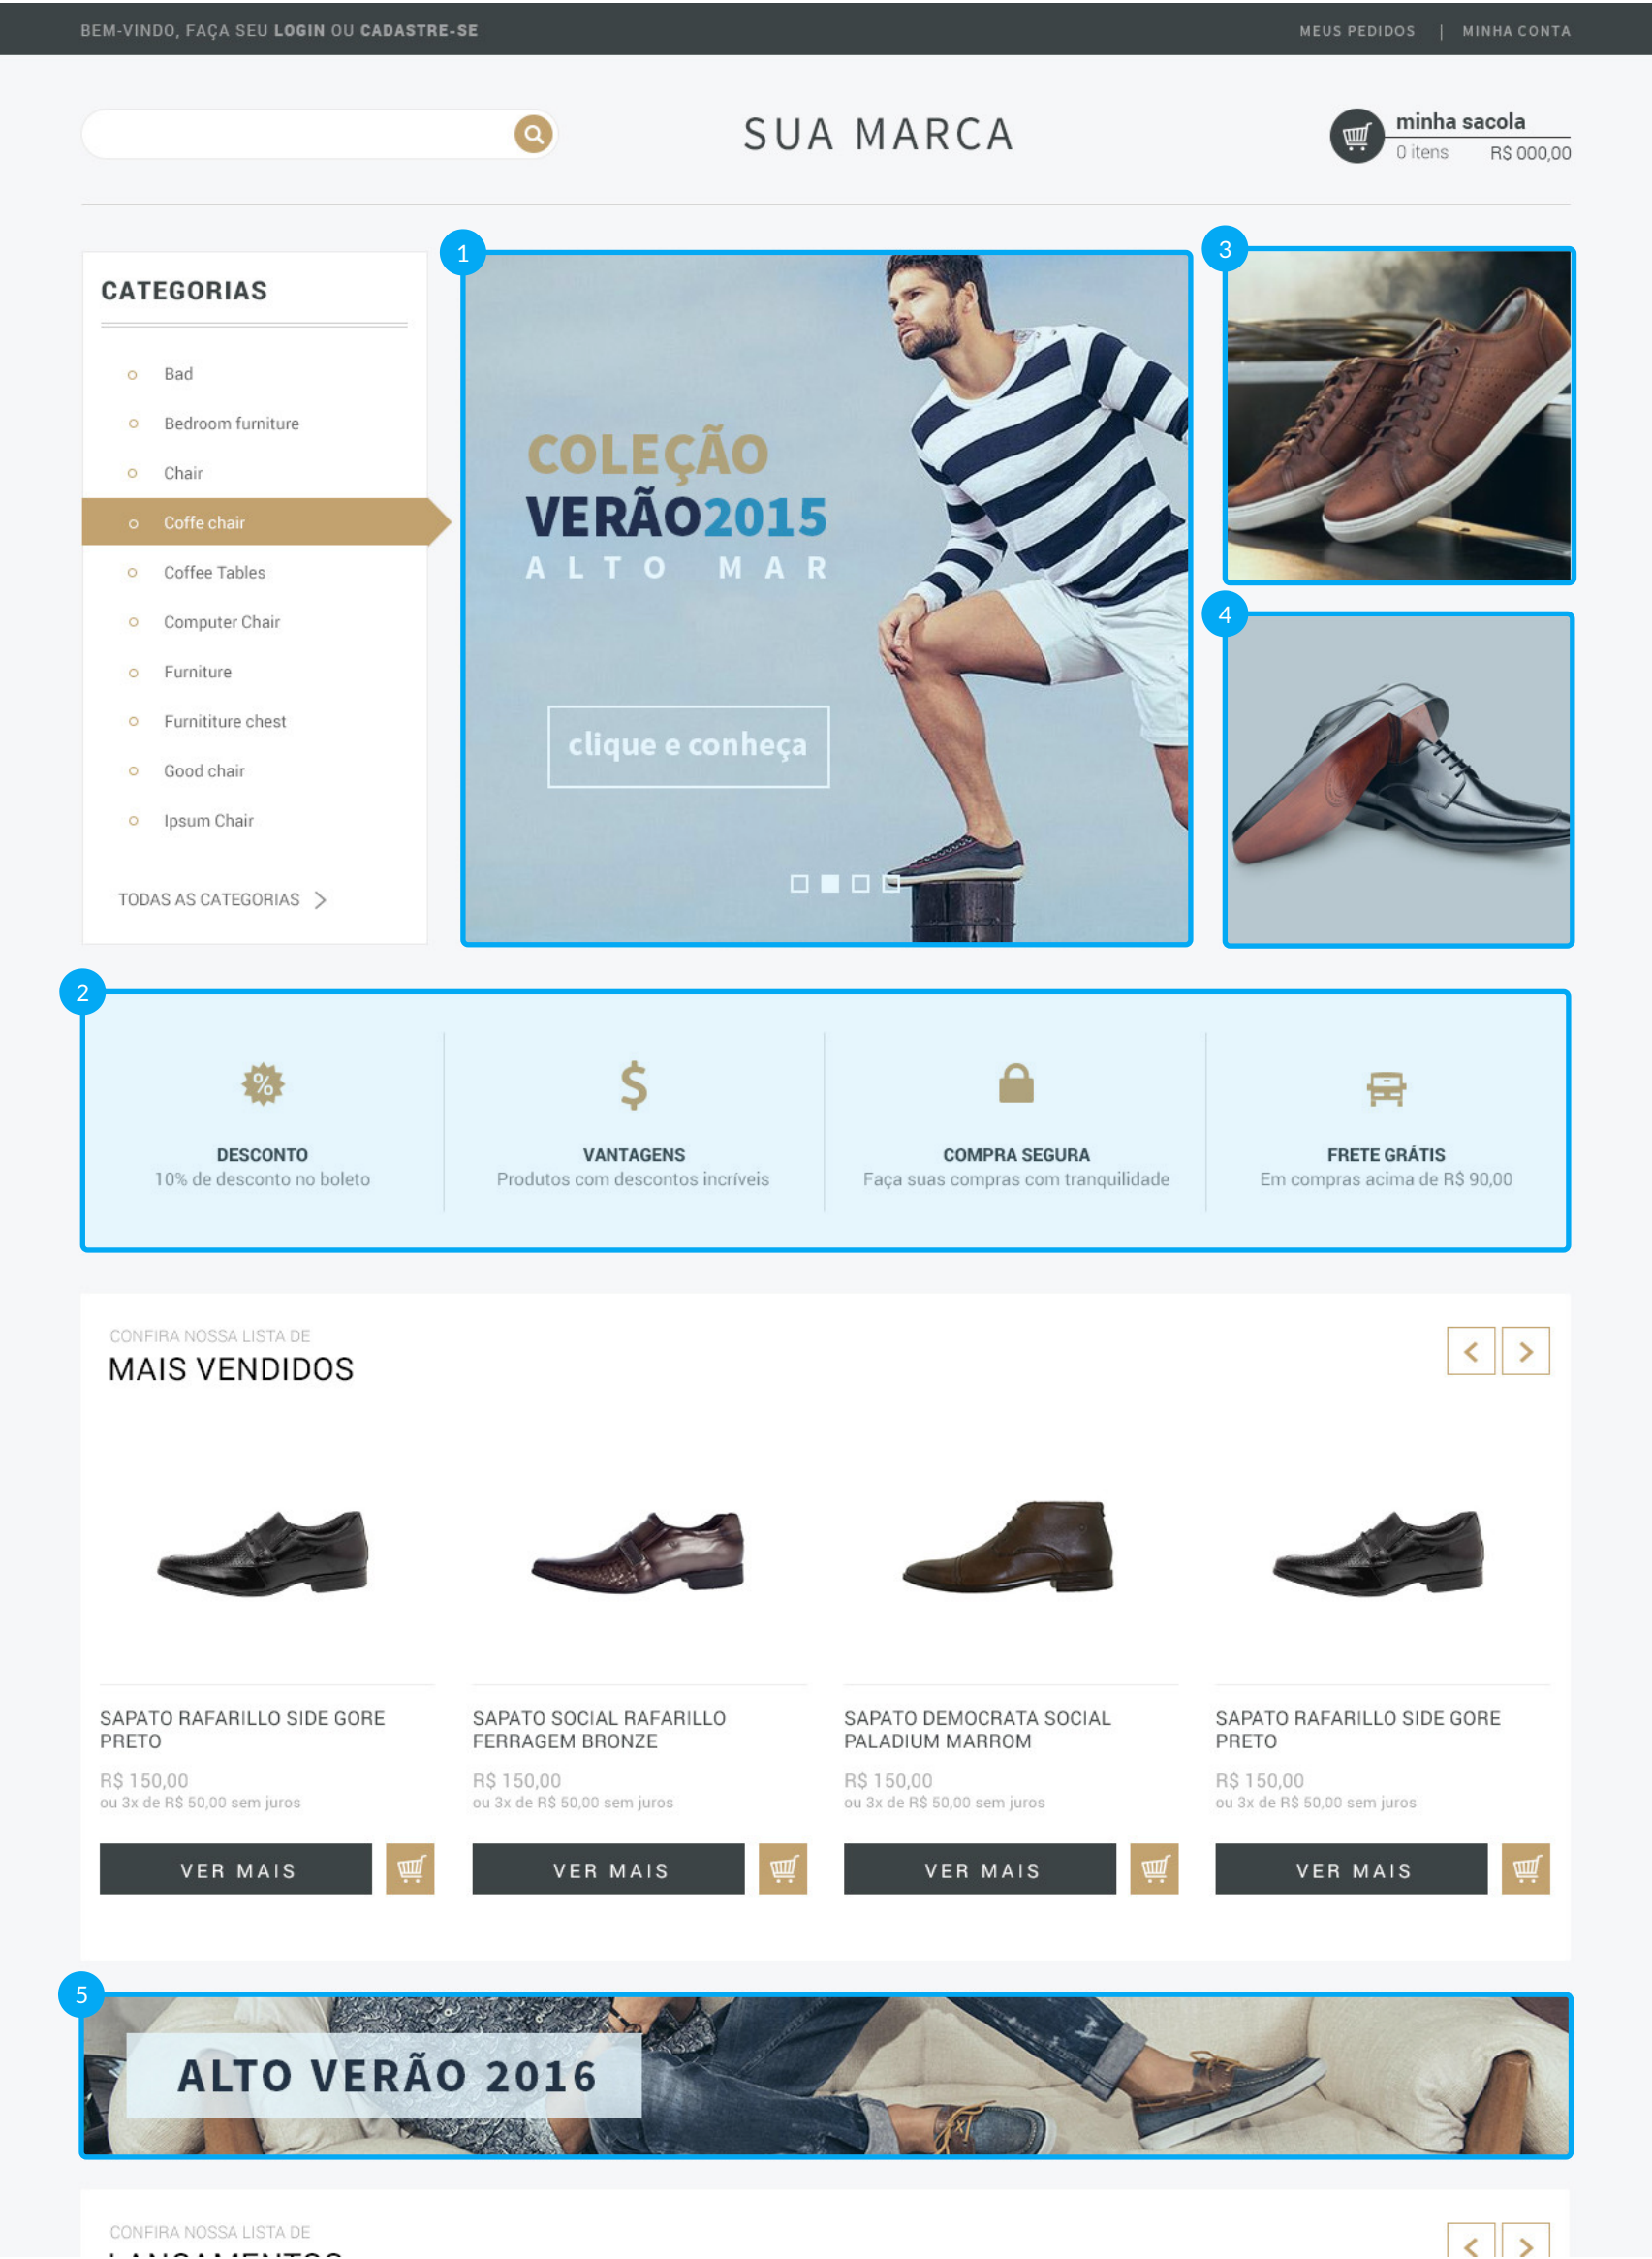 BEM-VINDO, FAÇA SEU LOGIN OU CADASTRE-SE
MEUS PEDIDOS | MINHA CONTA
SUA MARCA
minha sacola
0 itens R$ 000,00
CATEGORIAS
Bad
Bedroom furniture
Chair
Coffe chair
Coffee Tables
Computer Chair
Furniture
Furnititure chest
Good chair
Ipsum Chair
TODAS AS CATEGORIAS
1
COLEÇÃO
VERÃO2015
ALTO MAR
clique e conheça
3
4
2
DESCONTO
10% de desconto no boleto
VANTAGENS
Produtos com descontos incríveis
COMPRA SEGURA
Faça suas compras com tranquilidade
FRETE GRÁTIS
Em compras acima de R$ 90,00
CONFIRA NOSSA LISTA DE
MAIS VENDIDOS
SAPATO RAFARILLO SIDE GORE
PRETO
R$ 150,00
ou 3x de R$ 50,00 sem juros
VER MAIS
SAPATO SOCIAL RAFARILLO
FERRAGEM BRONZE
R$ 150,00
ou 3x de R$ 50,00 sem juros
VER MAIS
SAPATO DEMOCRATA SOCIAL
PALADIUM MARROM
R$ 150,00
ou 3x de R$ 50,00 sem juros
VER MAIS
SAPATO RAFARILLO SIDE GORE
PRETO
R$ 150,00
ou 3x de R$ 50,00 sem juros
VER MAIS
5
ALTO VERÃO 2016
CONFIRA NOSSA LISTA DE